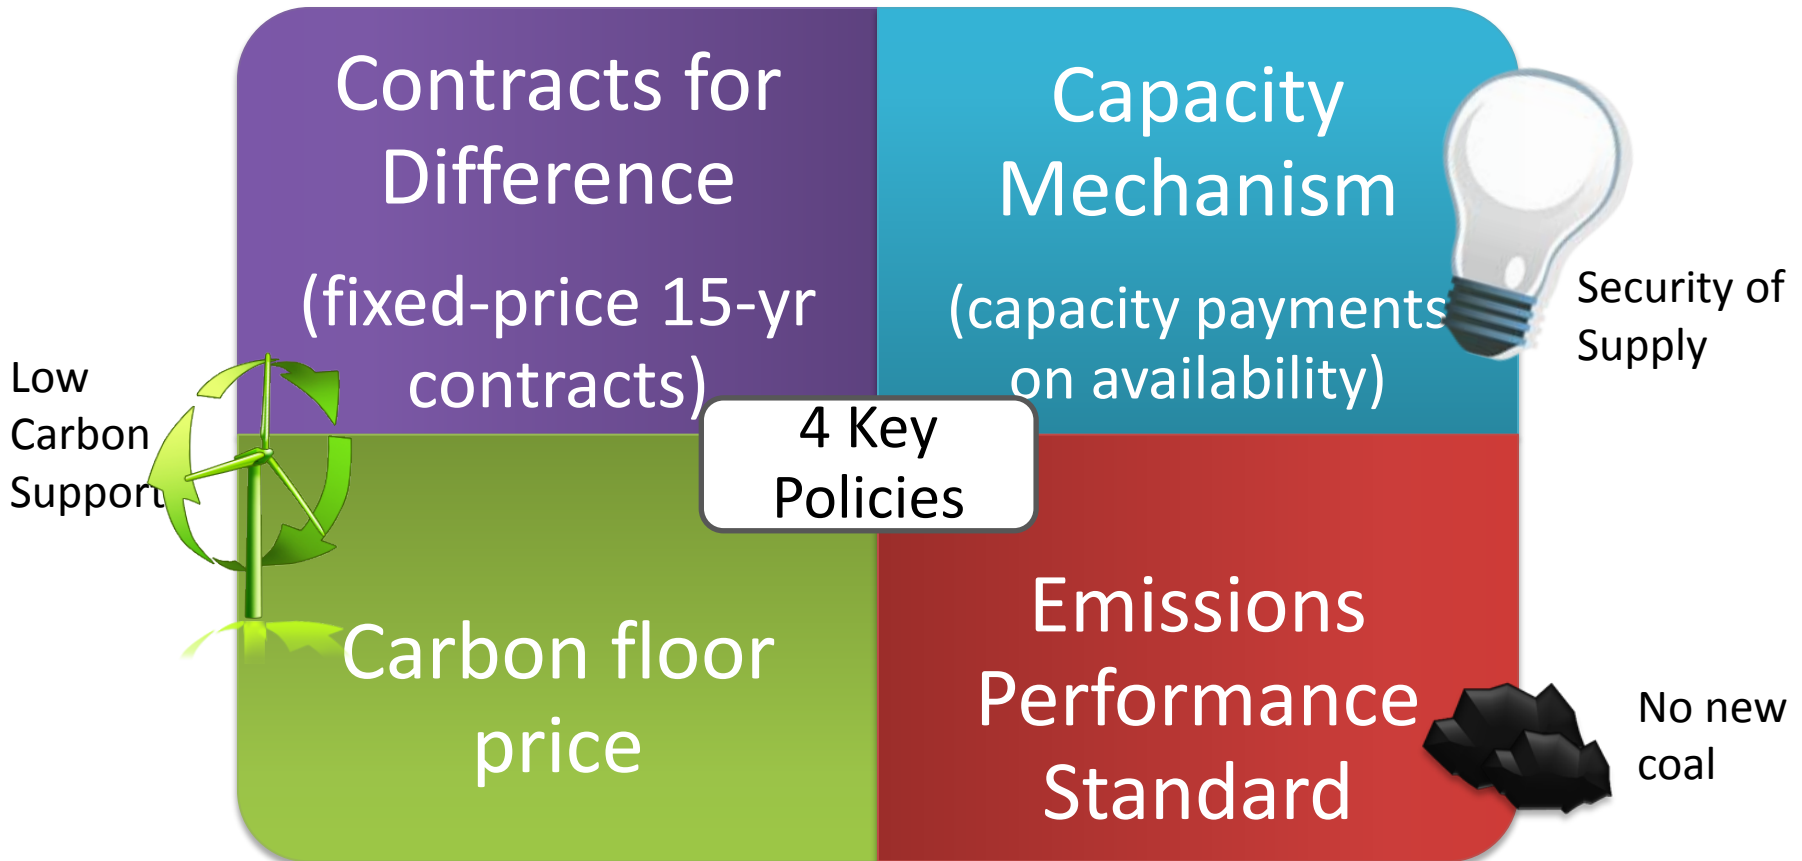 Contracts for
Difference
(fixed-price 15-yr
contracts)
Capacity
Mechanism
(capacity payments
on availability)
Security of
Supply
Low
Carbon
Support
4 Key
Policies
Carbon floor
price
Emissions
Performance
Standard
No new
coal